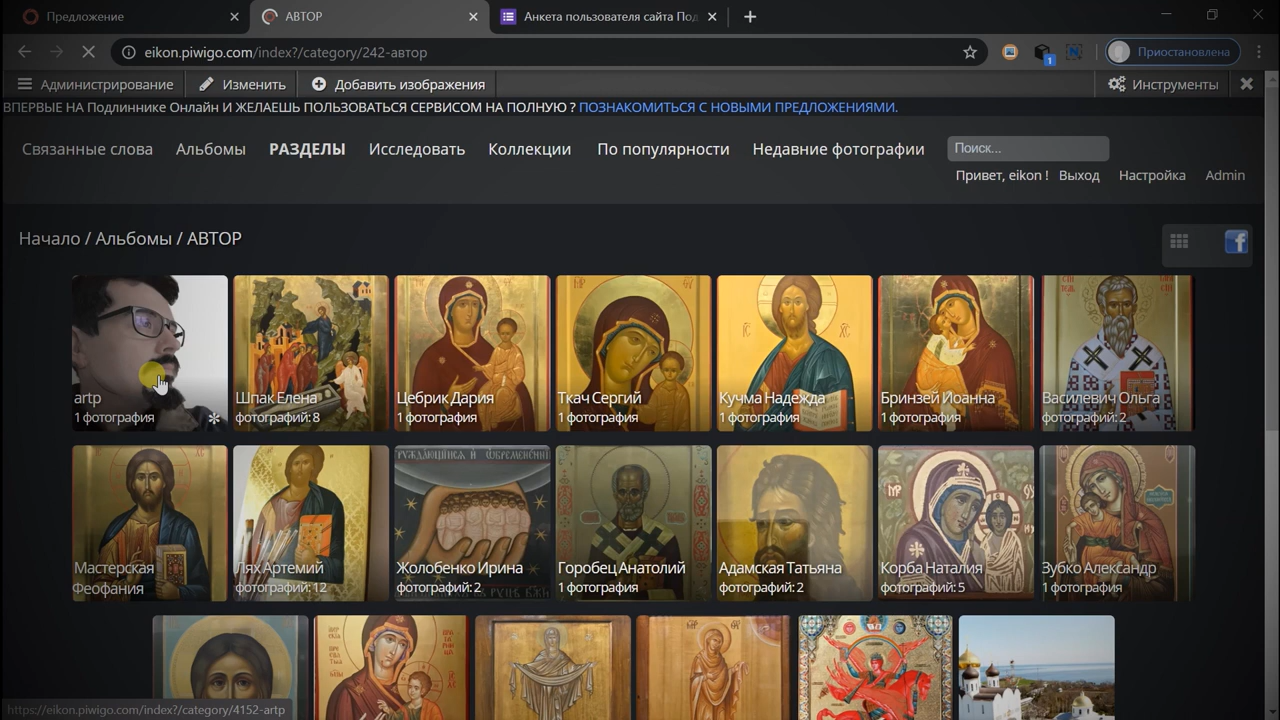 Предложение
АВТОР
Анкета пользователя сайта Под
eikon.piwigo.com/index?/category/242-автор
1
Приостановлена
Администрирование
Изменить
Добавить изображения
Инструменты
ВПЕРВЫЕ НА Подлиннике Онлайн И ЖЕЛАЕШЬ ПОЛЬЗОВАТЬСЯ СЕРВИСОМ НА ПОЛНУЮ ? ПОЗНАКОМИТЬСЯ С НОВЫМИ ПРЕДЛОЖЕНИЯМИ.
Связанные слова
Альбомы
РАЗДЕЛЫ
Исследовать
Коллекции
По популярности
Недавние фотографии
Поиск...
Привет, eikon !
Выход
Настройка
Admin
Начало / Альбомы / АВТОР
f
artp
1 фотография
Шпак Елена
фотографий: 8
Цебрик Дария
1 фотография
Ткач Сергий
1 фотография
Кучма Надежда
1 фотография
Бринзей Иоанна
1 фотография
Василевич Ольга
фотографий: 2
Мастерская
Феофания
Лях Артемий
фотографий: 12
Жолобенко Ирина
фотографий: 2
Горобец Анатолий
1 фотография
Адамская Татьяна
фотографий: 2
Корба Наталия
фотографий: 5
Зубко Александр
1 фотография
https://eikon.piwigo.com/index?/category/4152-artp